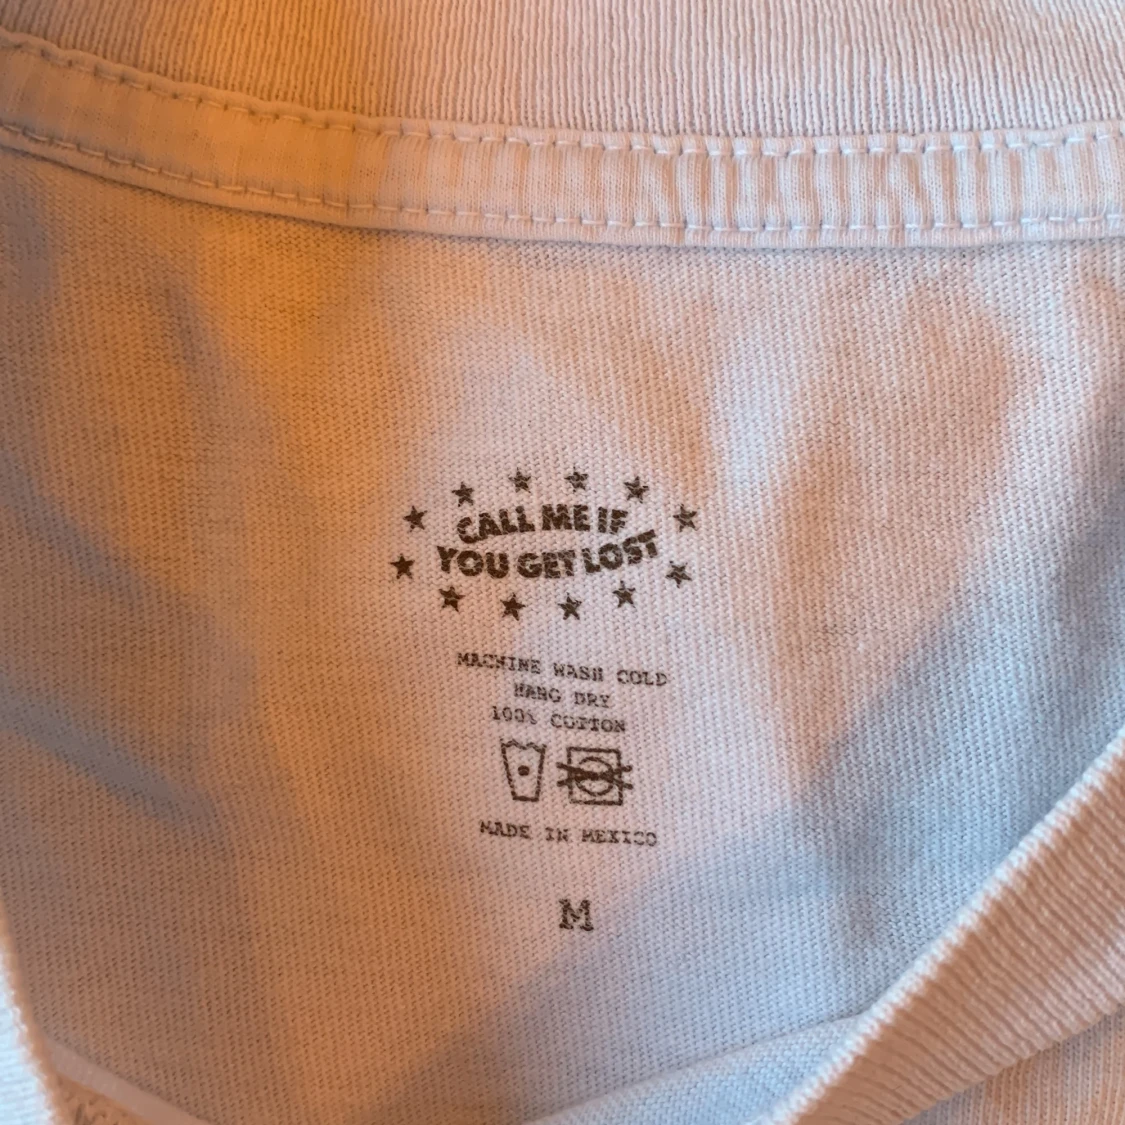 CALL ME IF
YOU GET LOST
MACHINE WASH COLD
HANG DRY
100% COTTON
MADE IN MEXICO
M